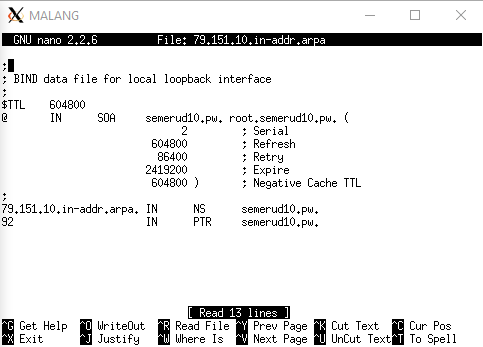 MALANG
GNU nano 2.2.6 File: 79.151.10.in-addr.arpa
;
; BIND data file for local loopback interface
;
$TTL 604800
@ IN SOA semerud10.pw. root.semerud10.pw. (
2 ; Serial
604800 ; Refresh
86400 ; Retry
2419200 ; Expire
604800 ) ; Negative Cache TTL
;
79.151.10.in-addr.arpa. IN NS semerud10.pw.
92 IN PTR semerud10.pw.
[ Read 13 lines ]
^G Get Help ^O WriteOut ^R Read File ^Y Prev Page ^K Cut Text ^C Cur Pos
^X Exit ^J Justify ^W Where Is ^V Next Page ^U UnCut Text ^T To Spell